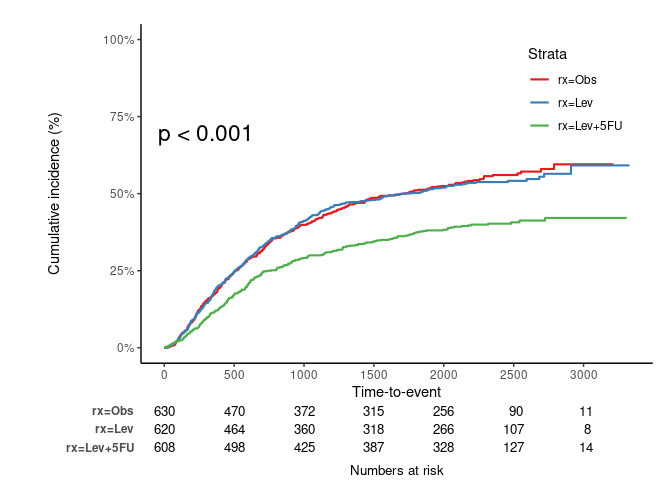 Strata
rx=Obs
rx=Lev
rx=Lev+5FU
p < 0.001
Cumulative incidence (%)
100%
75%
50%
25%
0%
0 500 1000 1500 2000 2500 3000
Time-to-event
rx=Obs 630 470 372 315 256 90 11
rx=Lev 620 464 360 318 266 107 8
rx=Lev+5FU 608 498 425 387 328 127 14
Numbers at risk